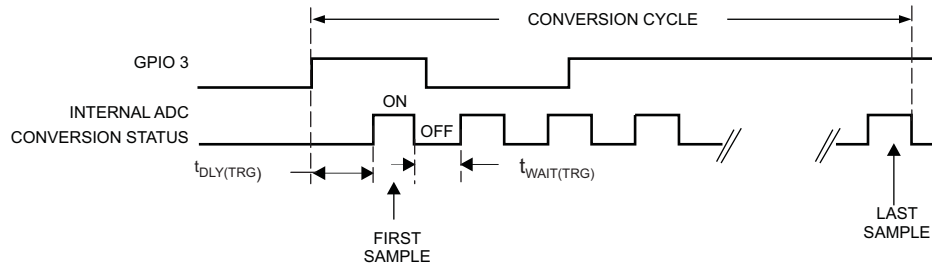 CONVERSION CYCLE
GPIO 3
INTERNAL ADC
CONVERSION STATUS
ON
OFF
tDLY(TRG)
tWAIT(TRG)
FIRST
SAMPLE
LAST
SAMPLE